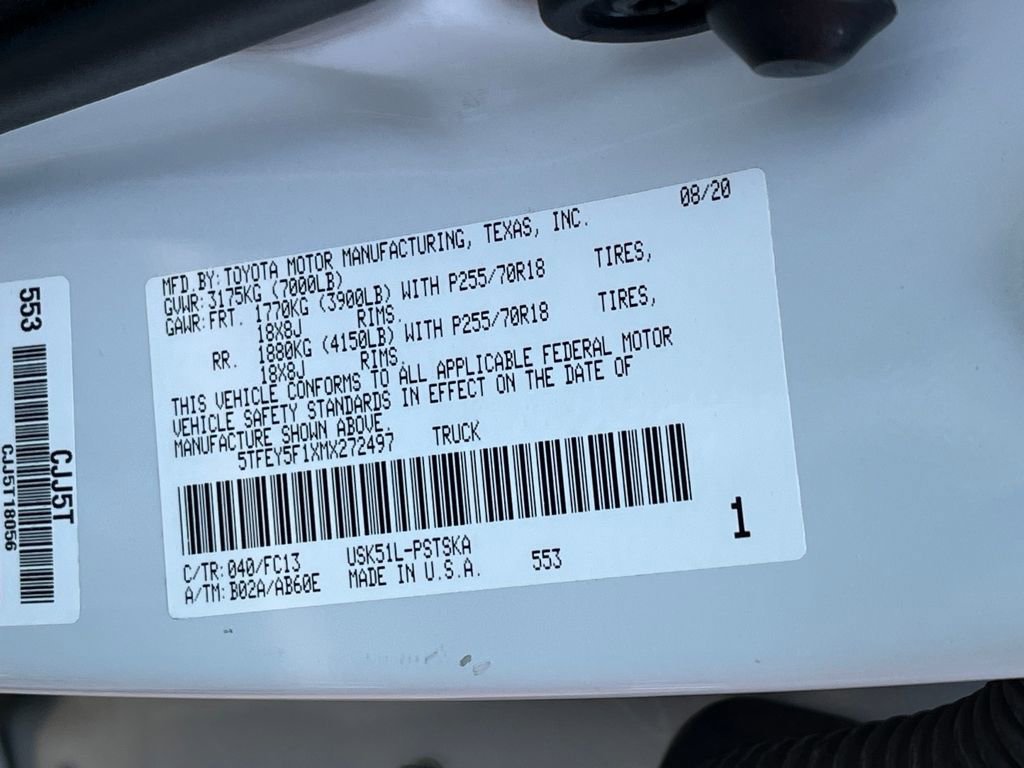 553
CJJ5T
CJJ5T18056
08/20
MFD.BY:TOYOTA MOTOR MANUFACTURING, TEXAS, INC.
GVWR:3175KG (7000LB)
GAWR:FRT. 1770KG (3900LB) WITH P255/70R18 TIRES,
18X8J RIMS.
RR. 1880KG (4150LB) WITH P255/70R18 TIRES,
18X8J RIMS.
THIS VEHICLE CONFORMS TO ALL APPLICABLE FEDERAL MOTOR
VEHICLE SAFETY STANDARDS IN EFFECT ON THE DATE OF
MANUFACTURE SHOWN ABOVE.
5TFEY5F1XMX272497 TRUCK
C/TR:040/FC13 USK51L-PSTSKA
A/TM:B02A/AB60E MADE IN U.S.A. 553
1